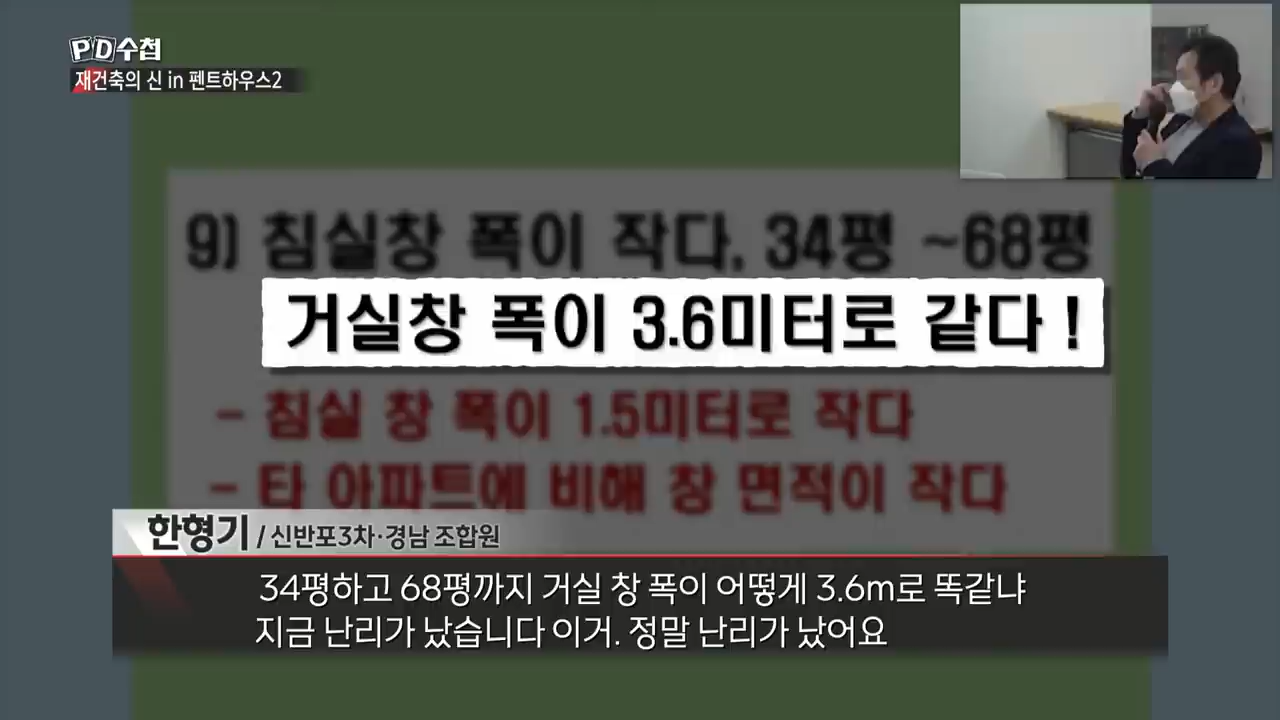 PD수첩
재건축의 신 in 펜트하우스2
9) 침실창 폭이 작다. 34평 ~68평
거실창 폭이 3.6미터로 같다 !
- 침실 창 폭이 1.5미터로 작다
- 타 아파트에 비해 창 면적이 작다
한형기 / 신반포3차·경남 조합원
34평하고 68평까지 거실 창 폭이 어떻게 3.6m로 똑같냐
지금 난리가 났습니다 이거. 정말 난리가 났어요